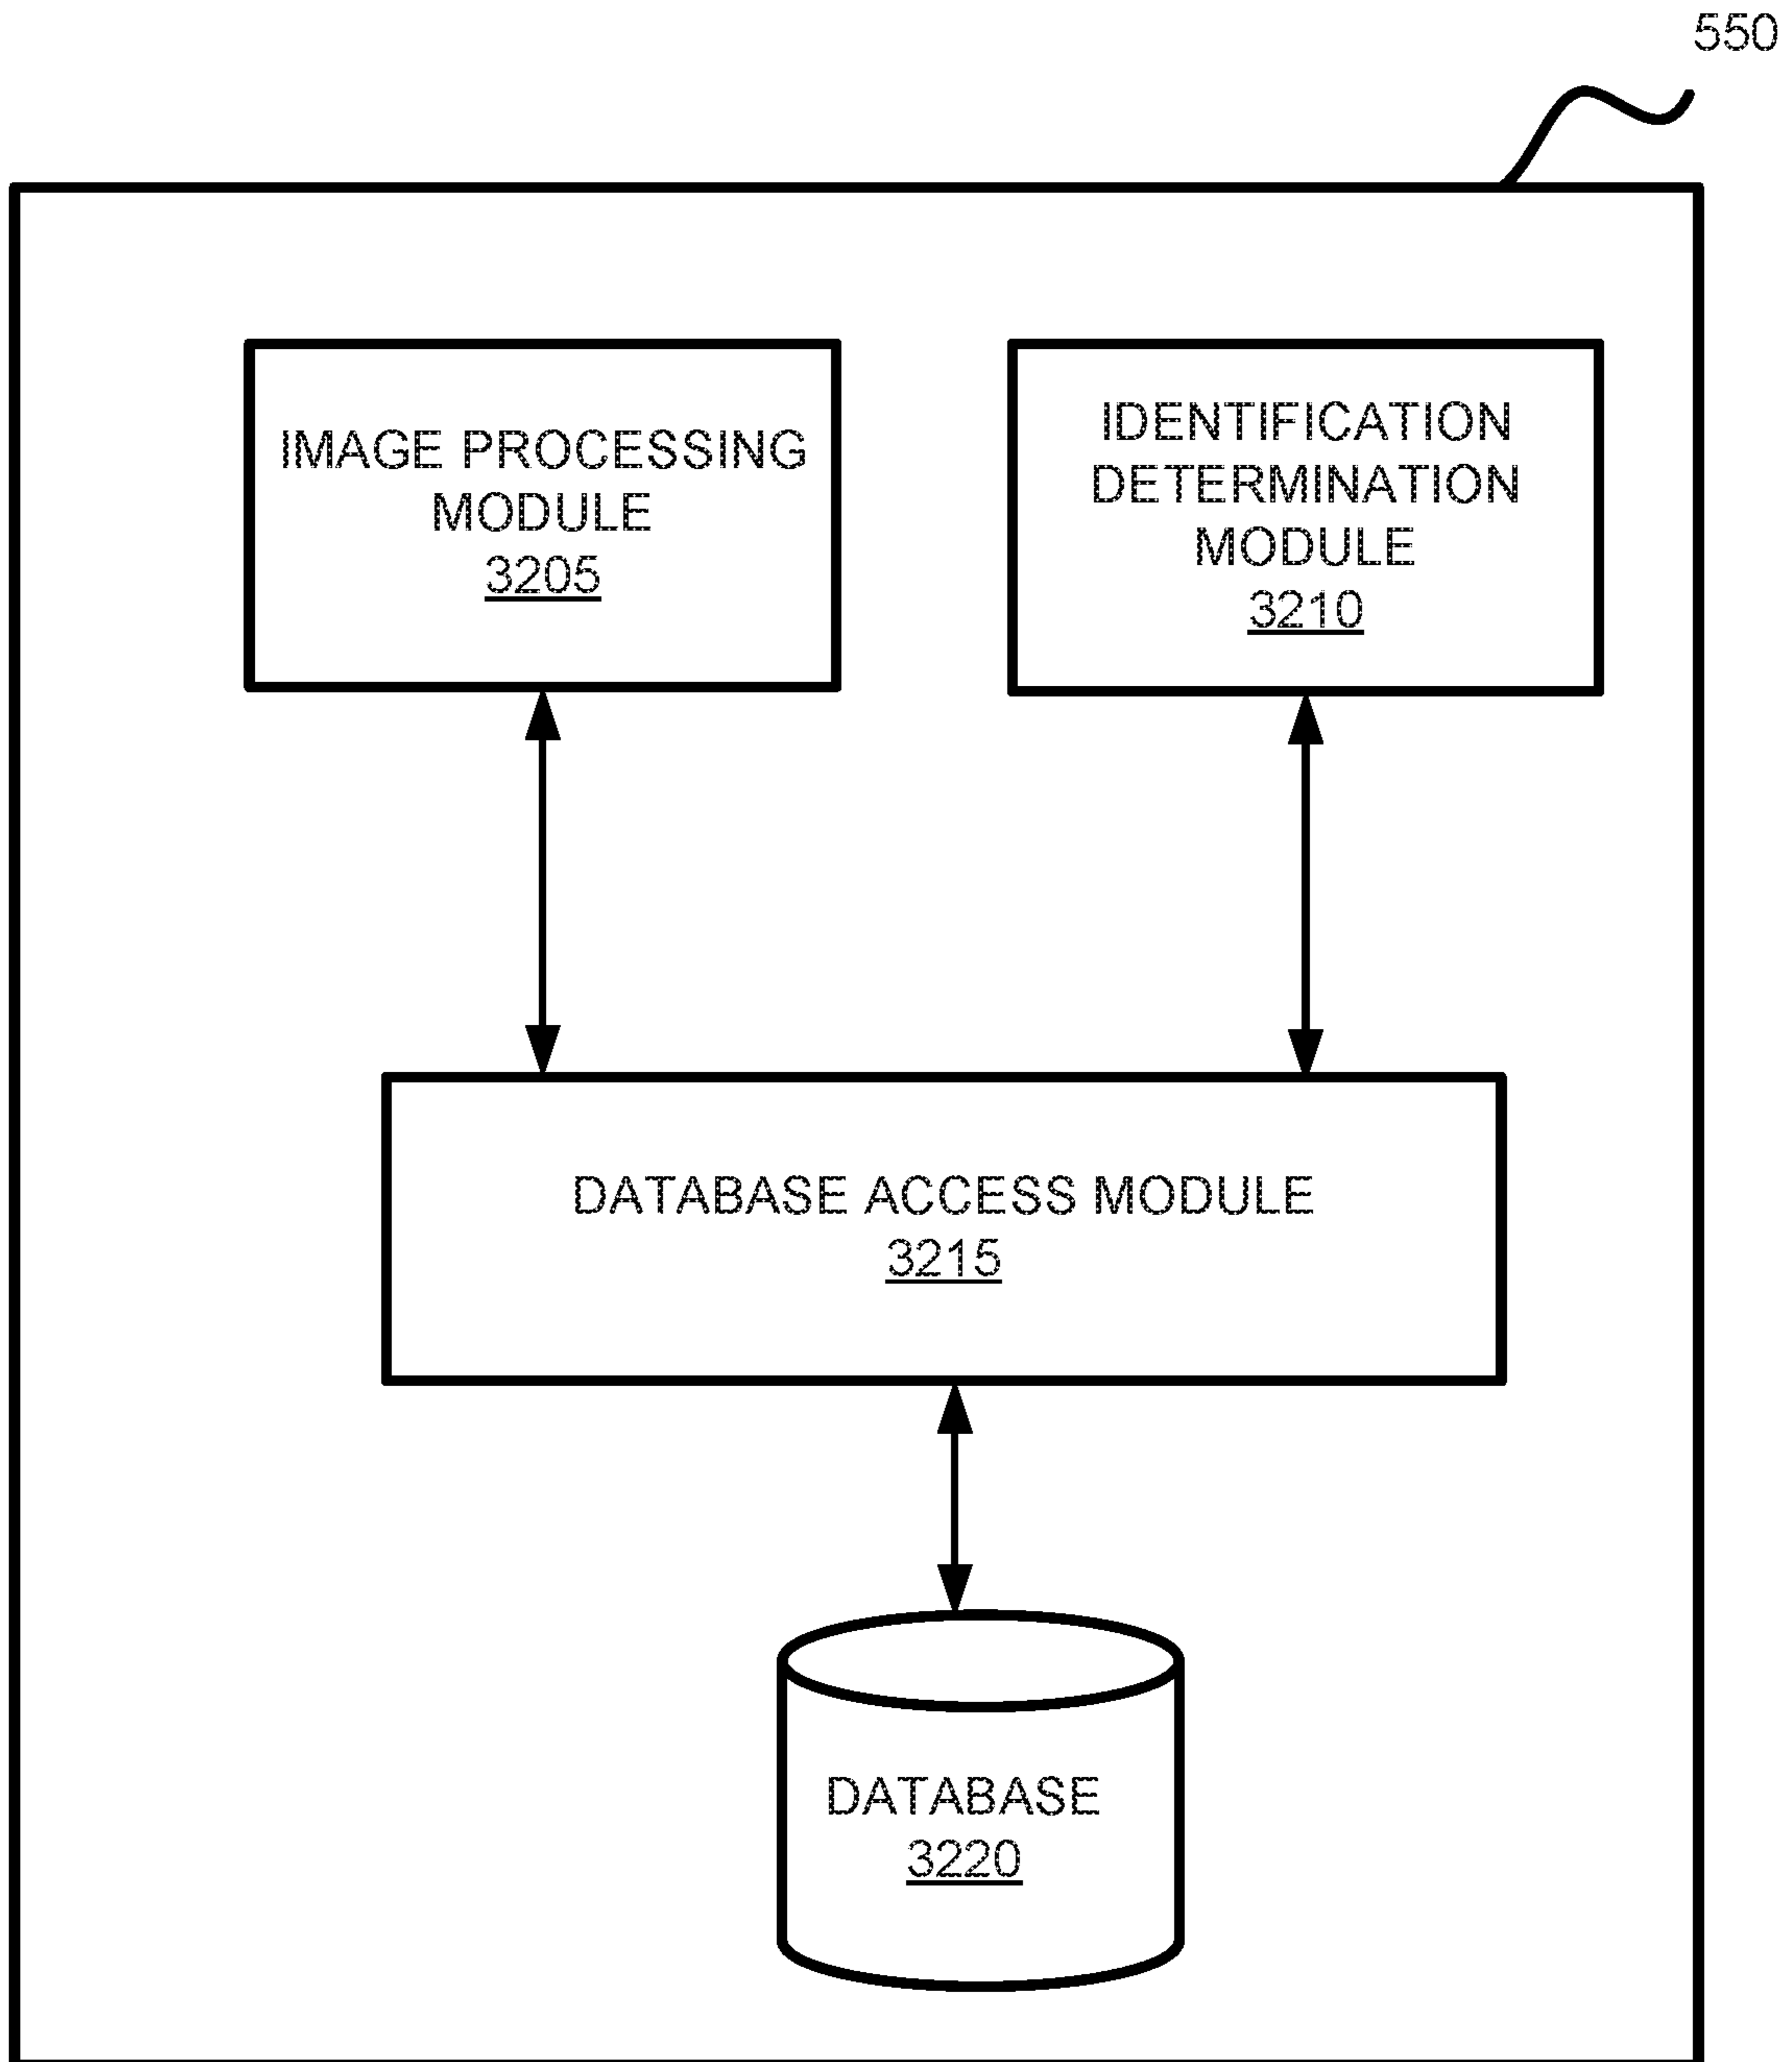 550
IMAGE PROCESSING
MODULE
3205
IDENTIFICATION
DETERMINATION
MODULE
3210
DATABASE ACCESS MODULE
3215
DATABASE
3220